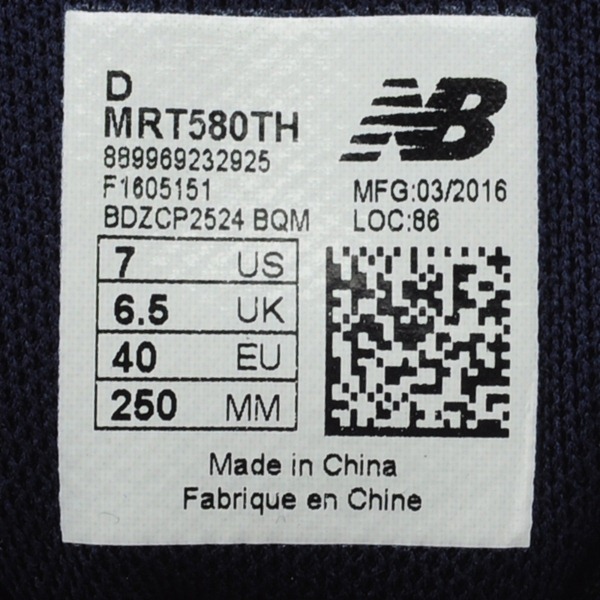 D
MRT580TH
889969232925
F1605151
BDZCP2524 BQM
NB
MFG:03/2016
LOC:86
7 US
6.5 UK
40 EU
250 MM
Made in China
Fabrique en Chine